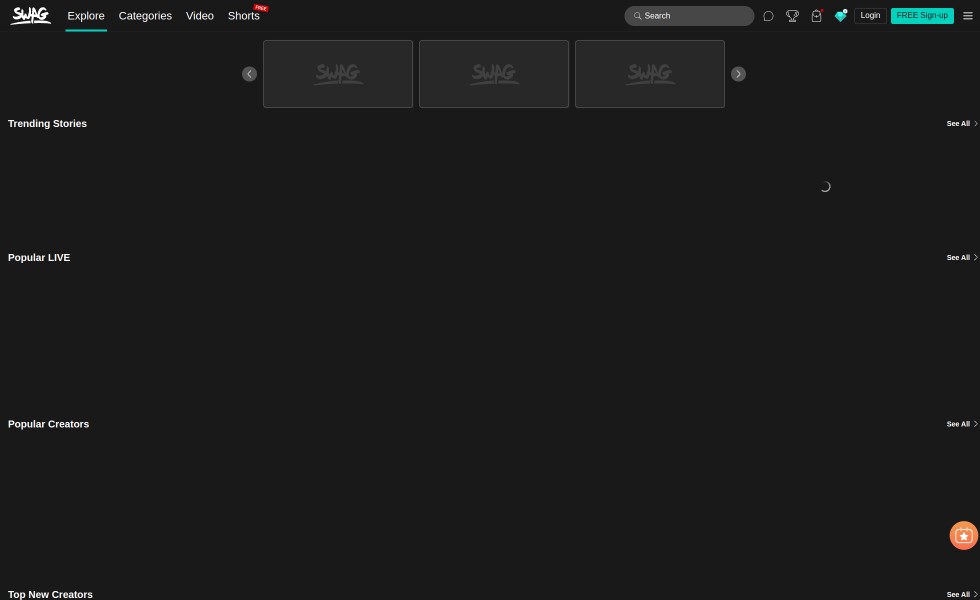 SWAG
Explore
Categories
Video
Shorts
FREE
Search
Login
FREE Sign-up
SWAG
SWAG
SWAG
Trending Stories
See All
Popular LIVE
See All
Popular Creators
See All
Top New Creators
See All